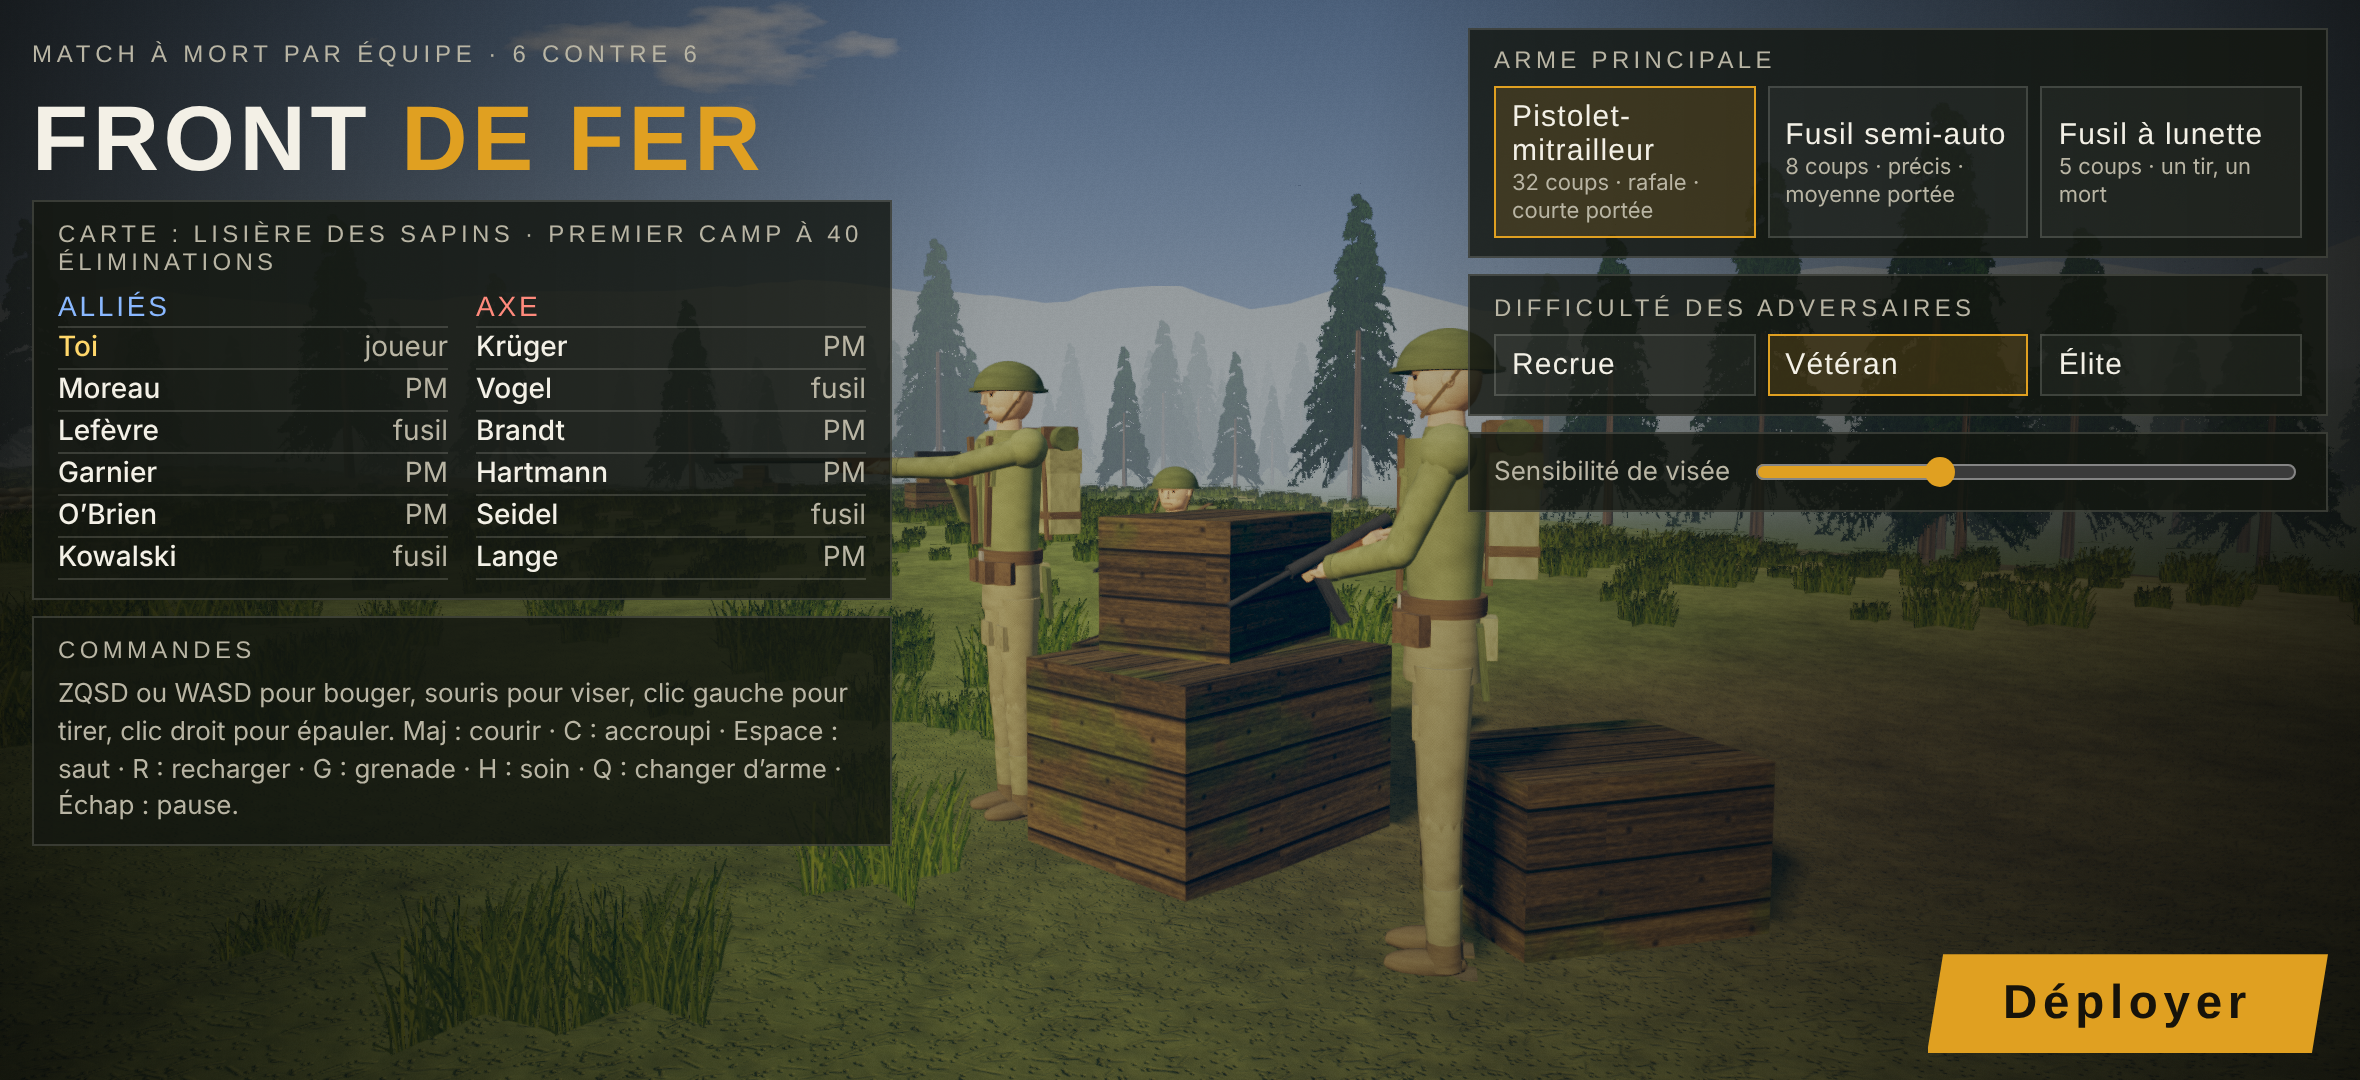 MATCH À MORT PAR ÉQUIPE · 6 CONTRE 6
FRONT DE FER
CARTE : LISIÈRE DES SAPINS · PREMIER CAMP À 40
ÉLIMINATIONS
ALLIÉS
Toi joueur
Moreau PM
Lefèvre fusil
Garnier PM
O’Brien PM
Kowalski fusil
AXE
Krüger PM
Vogel fusil
Brandt PM
Hartmann PM
Seidel fusil
Lange PM
COMMANDES
ZQSD ou WASD pour bouger, souris pour viser, clic gauche pour
tirer, clic droit pour épauler. Maj : courir · C : accroupi · Espace :
saut · R : recharger · G : grenade · H : soin · Q : changer d’arme ·
Échap : pause.
ARME PRINCIPALE
Pistolet-
mitrailleur
32 coups · rafale ·
courte portée
Fusil semi-auto
8 coups · précis ·
moyenne portée
Fusil à lunette
5 coups · un tir, un
mort
DIFFICULTÉ DES ADVERSAIRES
Recrue
Vétéran
Élite
Sensibilité de visée
Déployer